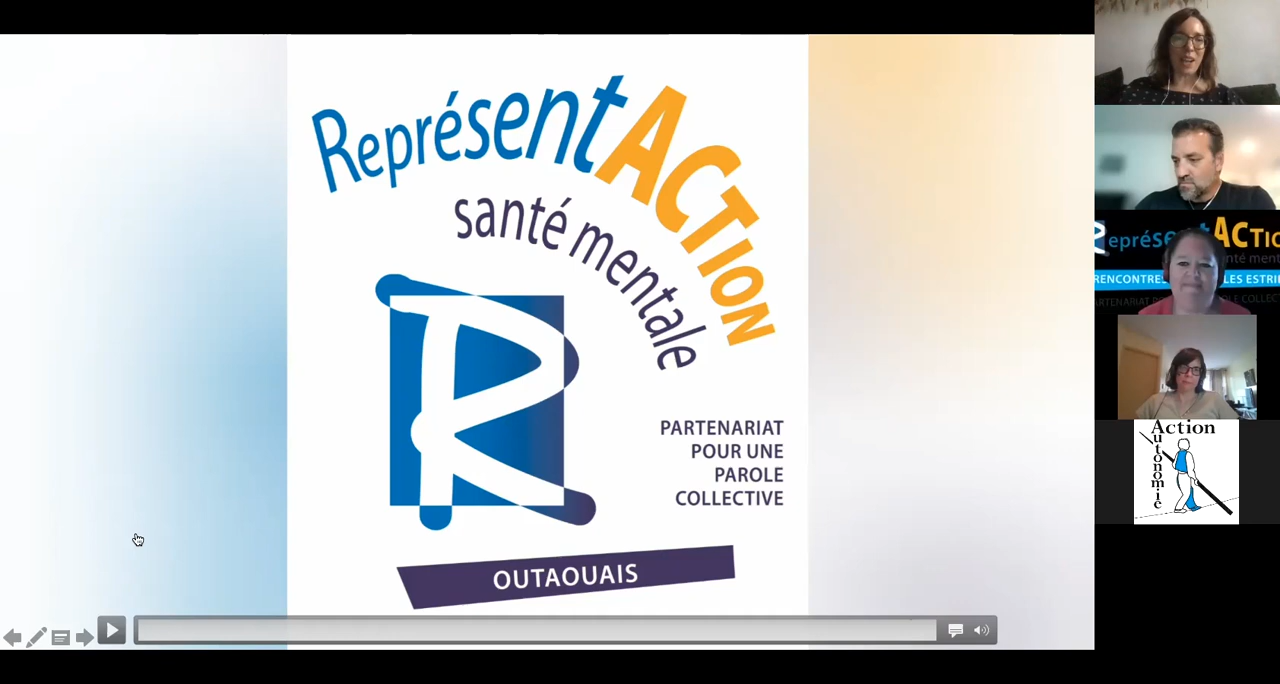 ReprésentACTION
santé mentale
R
PARTENARIAT
POUR UNE
PAROLE
COLLECTIVE
OUTAOUAIS
Action
Autonomie